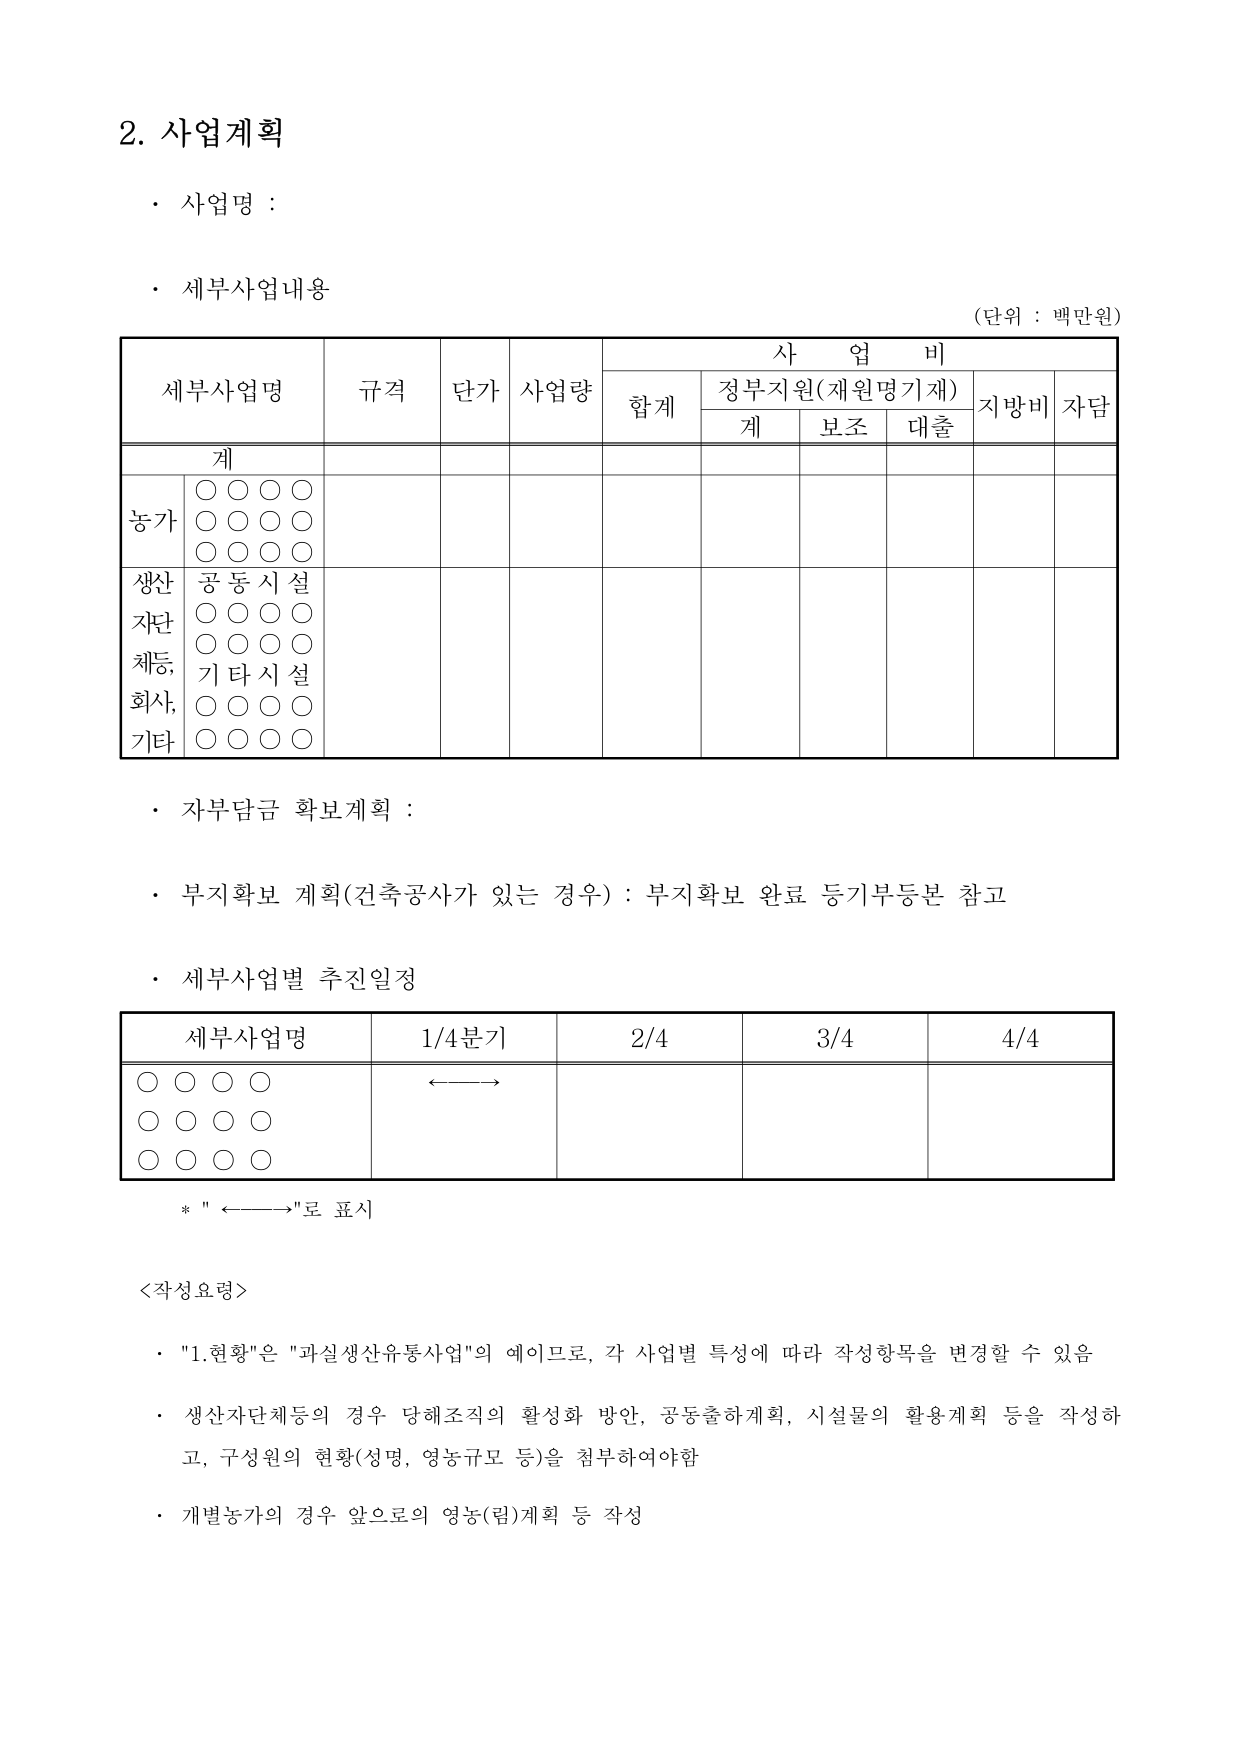 2. 사업계획
· 사업명 :
· 세부사업내용
(단위 : 백만원)
세부사업명 규격 단가 사업량 사 업 비
합계 정부지원(재원명기재) 지방비 자담
계 보조 대출
계
농가 ○ ○ ○ ○
○ ○ ○ ○
○ ○ ○ ○
생산 공 동 시 설
자단 ○ ○ ○ ○
체등, ○ ○ ○ ○
기 타 시 설
회사, ○ ○ ○ ○
기타 ○ ○ ○ ○
· 자부담금 확보계획 :
· 부지확보 계획(건축공사가 있는 경우) : 부지확보 완료 등기부등본 참고
· 세부사업별 추진일정
세부사업명 1/4분기 2/4 3/4 4/4
○ ○ ○ ○ ←──→
○ ○ ○ ○
○ ○ ○ ○
* " ←──→"로 표시
<작성요령>
· "1.현황"은 "과실생산유통사업"의 예이므로, 각 사업별 특성에 따라 작성항목을 변경할 수 있음
· 생산자단체등의 경우 당해조직의 활성화 방안, 공동출하계획, 시설물의 활용계획 등을 작성하
고, 구성원의 현황(성명, 영농규모 등)을 첨부하여야함
· 개별농가의 경우 앞으로의 영농(림)계획 등 작성